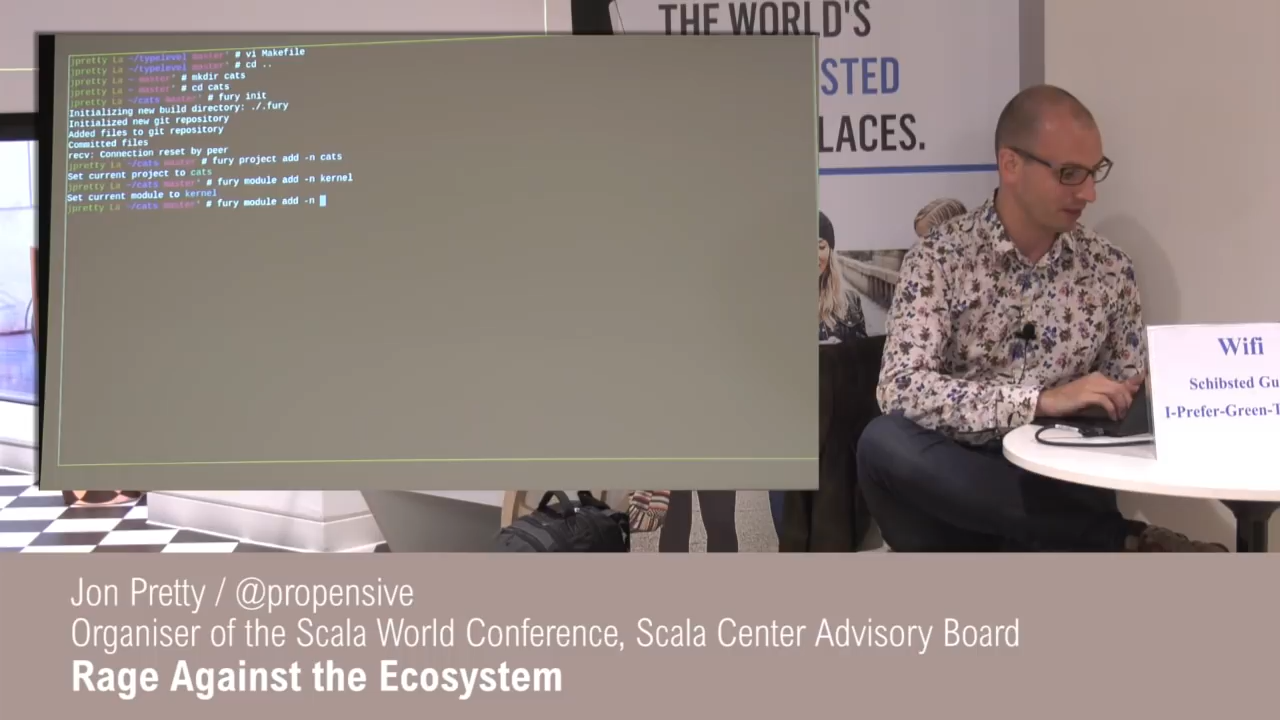 THE WORLD'S
STED
LACES.
jpretty La ~/typelevel master* # vi Makefile
jpretty La ~/typelevel master* # cd ..
jpretty La ~ master* # mkdir cats
jpretty La ~ master* # cd cats
jpretty La ~/cats master* # fury init
Initializing new build directory: ./.fury
Initialized new git repository
Added files to git repository
Committed files
recv: Connection reset by peer
jpretty La ~/cats master* # fury project add -n cats
Set current project to cats
jpretty La ~/cats master* # fury module add -n kernel
Set current module to kernel
jpretty La ~/cats master* # fury module add -n
Wifi
Schibsted Gu
I-Prefer-Green-T
Jon Pretty / @propensive
Organiser of the Scala World Conference, Scala Center Advisory Board
Rage Against the Ecosystem